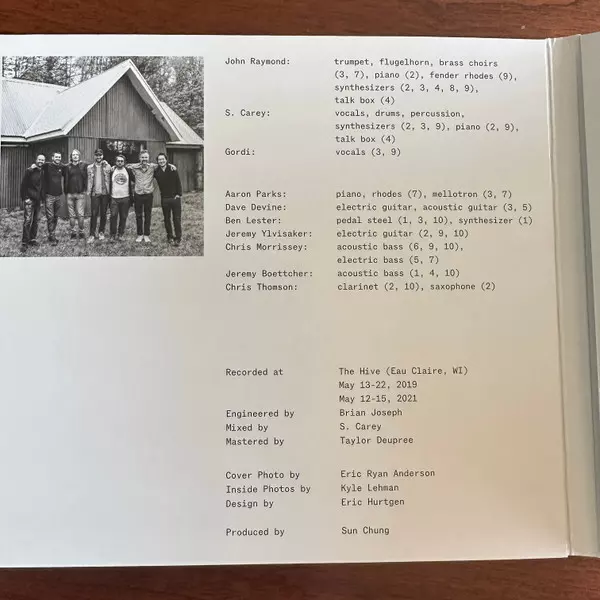 John Raymond: trumpet, flugelhorn, brass choirs
(3, 7), piano (2), fender rhodes (9),
synthesizers (2, 3, 4, 8, 9),
talk box (4)
S. Carey: vocals, drums, percussion,
synthesizers (2, 3, 9), piano (2, 9),
talk box (4)
Gordi: vocals (3, 9)
Aaron Parks: piano, rhodes (7), mellotron (3, 7)
Dave Devine: electric guitar, acoustic guitar (3, 5)
Ben Lester: pedal steel (1, 3, 10), synthesizer (1)
Jeremy Ylvisaker: electric guitar (2, 9, 10)
Chris Morrissey: acoustic bass (6, 9, 10),
electric bass (5, 7)
Jeremy Boettcher: acoustic bass (1, 4, 10)
Chris Thomson: clarinet (2, 10), saxophone (2)
Recorded at The Hive (Eau Claire, WI)
May 13-22, 2019
May 12-15, 2021
Engineered by Brian Joseph
Mixed by S. Carey
Mastered by Taylor Deupree
Cover Photo by Eric Ryan Anderson
Inside Photos by Kyle Lehman
Design by Eric Hurtgen
Produced by Sun Chung